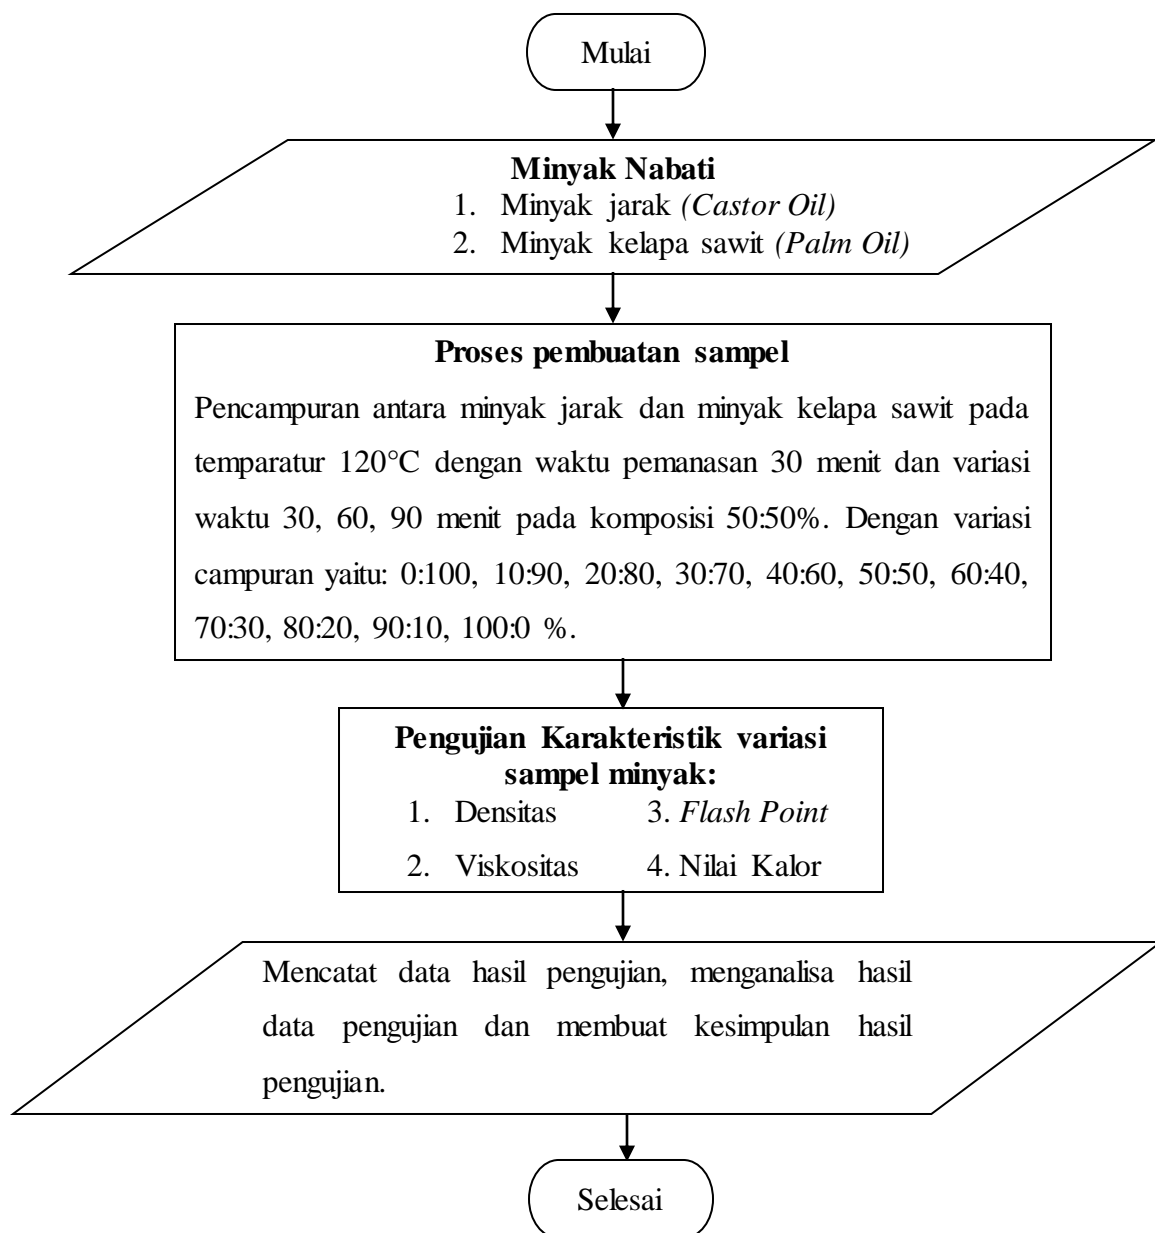 Mulai
Minyak Nabati
1. Minyak jarak (Castor Oil)
2. Minyak kelapa sawit (Palm Oil)
Proses pembuatan sampel
Pencampuran antara minyak jarak dan minyak kelapa sawit pada
temparatur 120°C dengan waktu pemanasan 30 menit dan variasi
waktu 30, 60, 90 menit pada komposisi 50:50%. Dengan variasi
campuran yaitu: 0:100, 10:90, 20:80, 30:70, 40:60, 50:50, 60:40,
70:30, 80:20, 90:10, 100:0 %.
Pengujian Karakteristik variasi
sampel minyak:
1. Densitas 3. Flash Point
2. Viskositas 4. Nilai Kalor
Mencatat data hasil pengujian, menganalisa hasil
data pengujian dan membuat kesimpulan hasil
pengujian.
Selesai